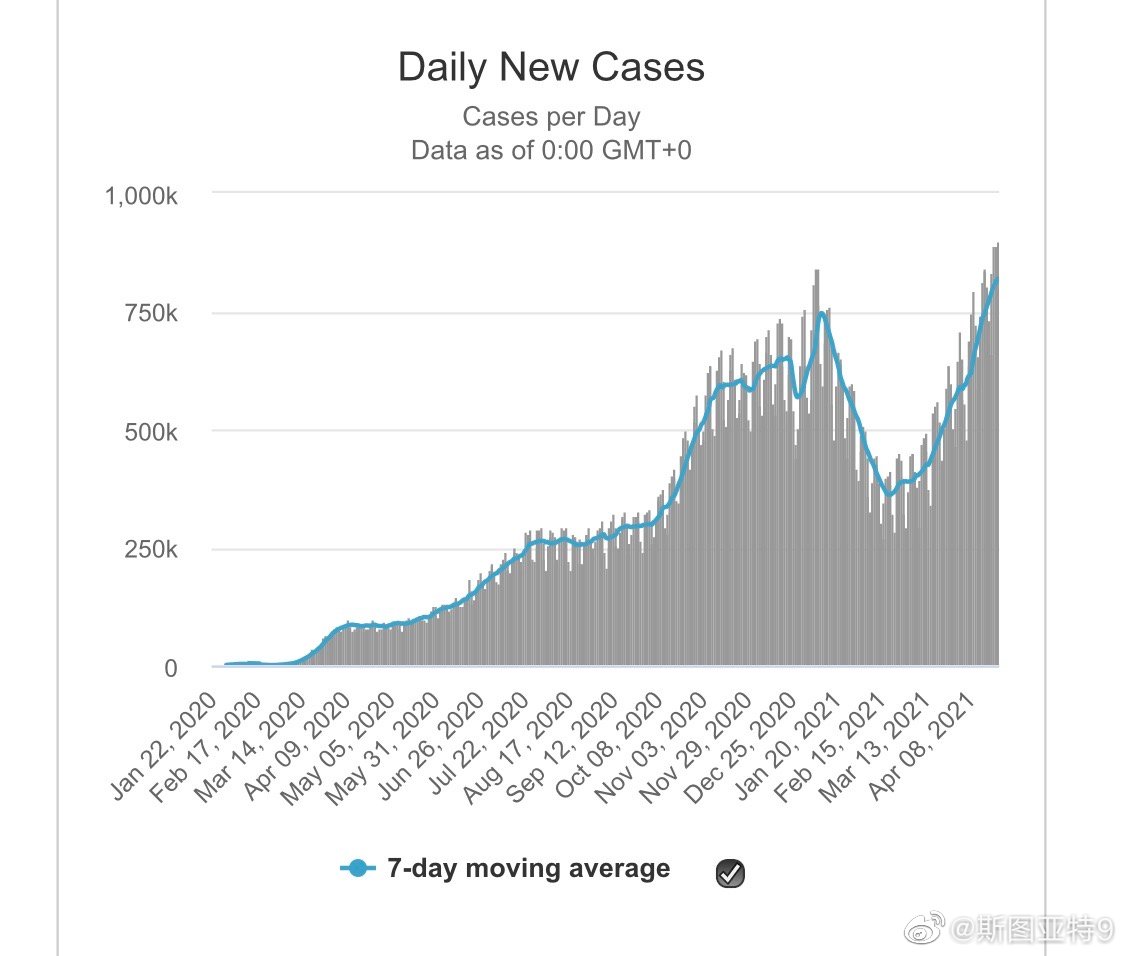 Daily New Cases
Cases per Day
Data as of 0:00 GMT+0
1,000k
750k
500k
250k
0
Jan 22, 2020
Feb 17, 2020
Mar 14, 2020
Apr 09, 2020
May 05, 2020
May 31, 2020
Jun 26, 2020
Jul 22, 2020
Aug 17, 2020
Sep 12, 2020
Oct 08, 2020
Nov 03, 2020
Nov 29, 2020
Dec 25, 2020
Jan 20, 2021
Feb 15, 2021
Mar 13, 2021
Apr 08, 2021
7-day moving average
@斯图亚特9